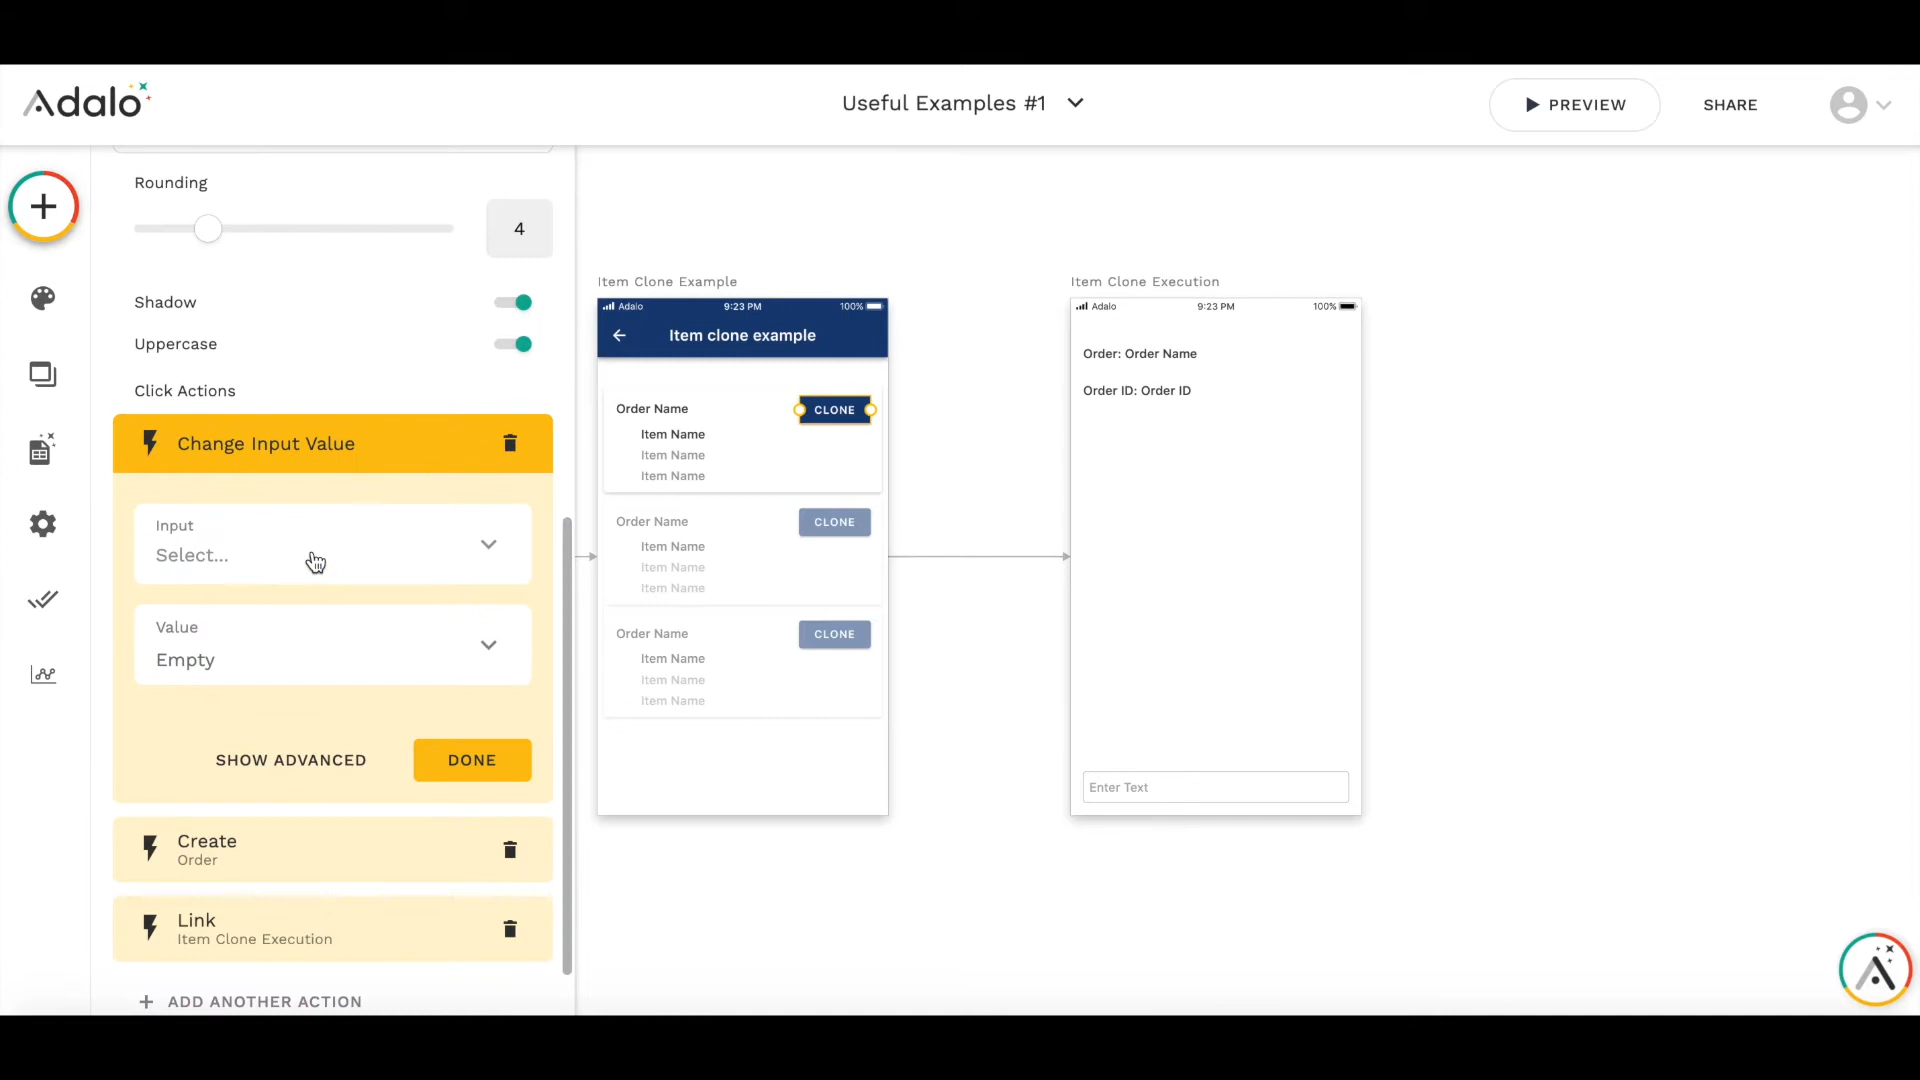 Adalo
Useful Examples #1
PREVIEW
SHARE
Rounding
4
Shadow
Uppercase
Click Actions
Change Input Value
Input
Select...
Value
Empty
SHOW ADVANCED
DONE
Create
Order
Link
Item Clone Execution
ADD ANOTHER ACTION
Item Clone Example
Adalo 9:23 PM 100%
Item clone example
Order Name CLONE
Item Name
Item Name
Item Name
Order Name CLONE
Item Name
Item Name
Item Name
Order Name CLONE
Item Name
Item Name
Item Name
Item Clone Execution
Adalo 9:23 PM 100%
Order: Order Name
Order ID: Order ID
Enter Text